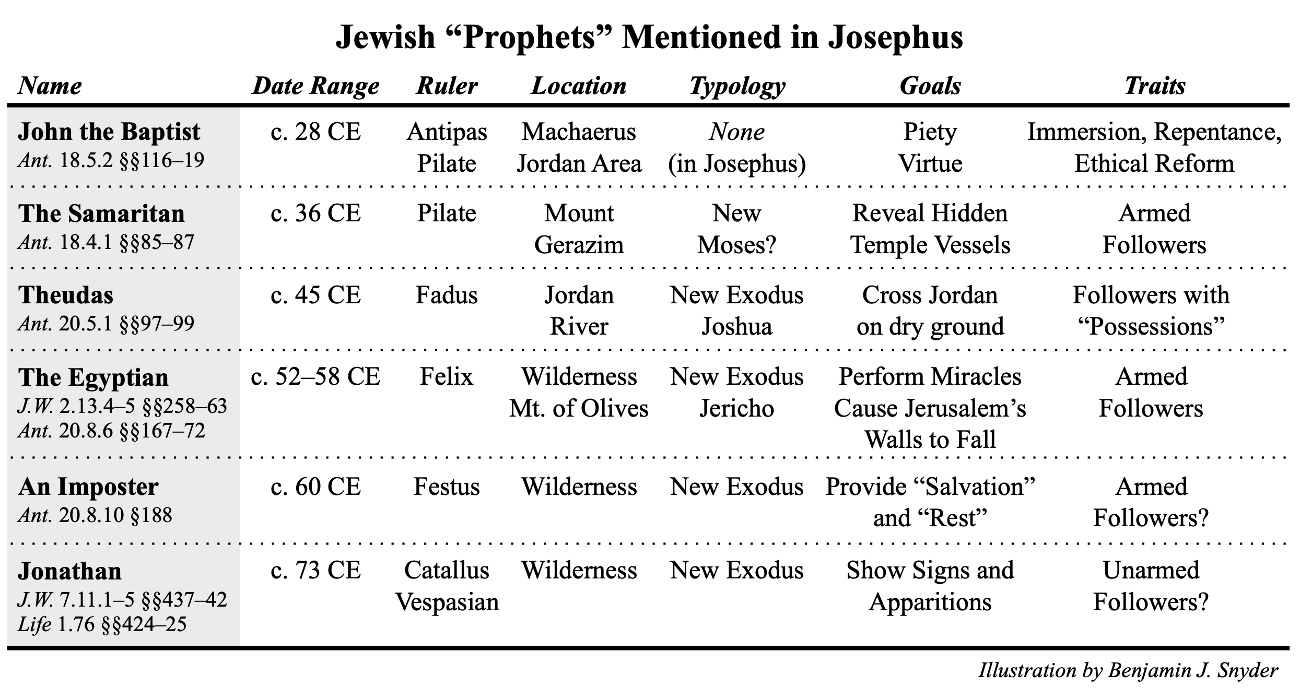 Jewish “Prophets” Mentioned in Josephus
Name Date Range Ruler Location Typology Goals Traits
John the Baptist c. 28 CE Antipas Machaerus None Piety Immersion, Repentance,
Ant. 18.5.2 §§116–19 Pilate Jordan Area (in Josephus) Virtue Ethical Reform
The Samaritan c. 36 CE Pilate Mount New Reveal Hidden Armed
Ant. 18.4.1 §§85–87 Gerazim Moses? Temple Vessels Followers
Theudas c. 45 CE Fadus Jordan New Exodus Cross Jordan Followers with
Ant. 20.5.1 §§97–99 River Joshua on dry ground “Possessions”
The Egyptian c. 52–58 CE Felix Wilderness New Exodus Perform Miracles Armed
J.W. 2.13.4–5 §§258–63 Mt. of Olives Jericho Cause Jerusalem’s Followers
Ant. 20.8.6 §§167–72 Walls to Fall
An Imposter c. 60 CE Festus Wilderness New Exodus Provide “Salvation” Armed
Ant. 20.8.10 §188 and “Rest” Followers?
Jonathan c. 73 CE Catallus Wilderness New Exodus Show Signs and Unarmed
J.W. 7.11.1–5 §§437–42 Vespasian Apparitions Followers?
Life 1.76 §§424–25
Illustration by Benjamin J. Snyder